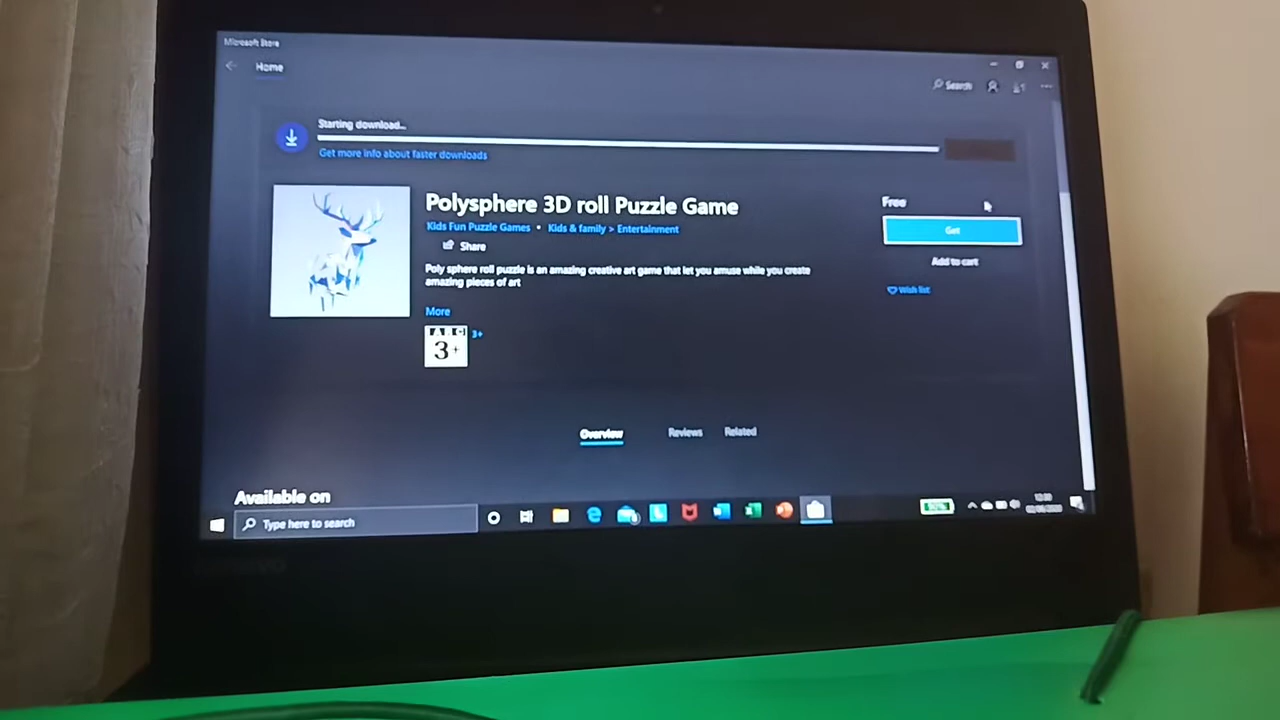 Microsoft Store
Home
Search
Starting download...
Get more info about faster downloads
Polysphere 3D roll Puzzle Game
Kids Fun Puzzle Games • Kids & family > Entertainment
Share
Poly sphere roll puzzle is an amazing creative art game that let you amuse while you create
amazing pieces of art
More
3+
3+
Free
Get
Add to cart
Wish list
Overview
Reviews
Related
Available on
Type here to search